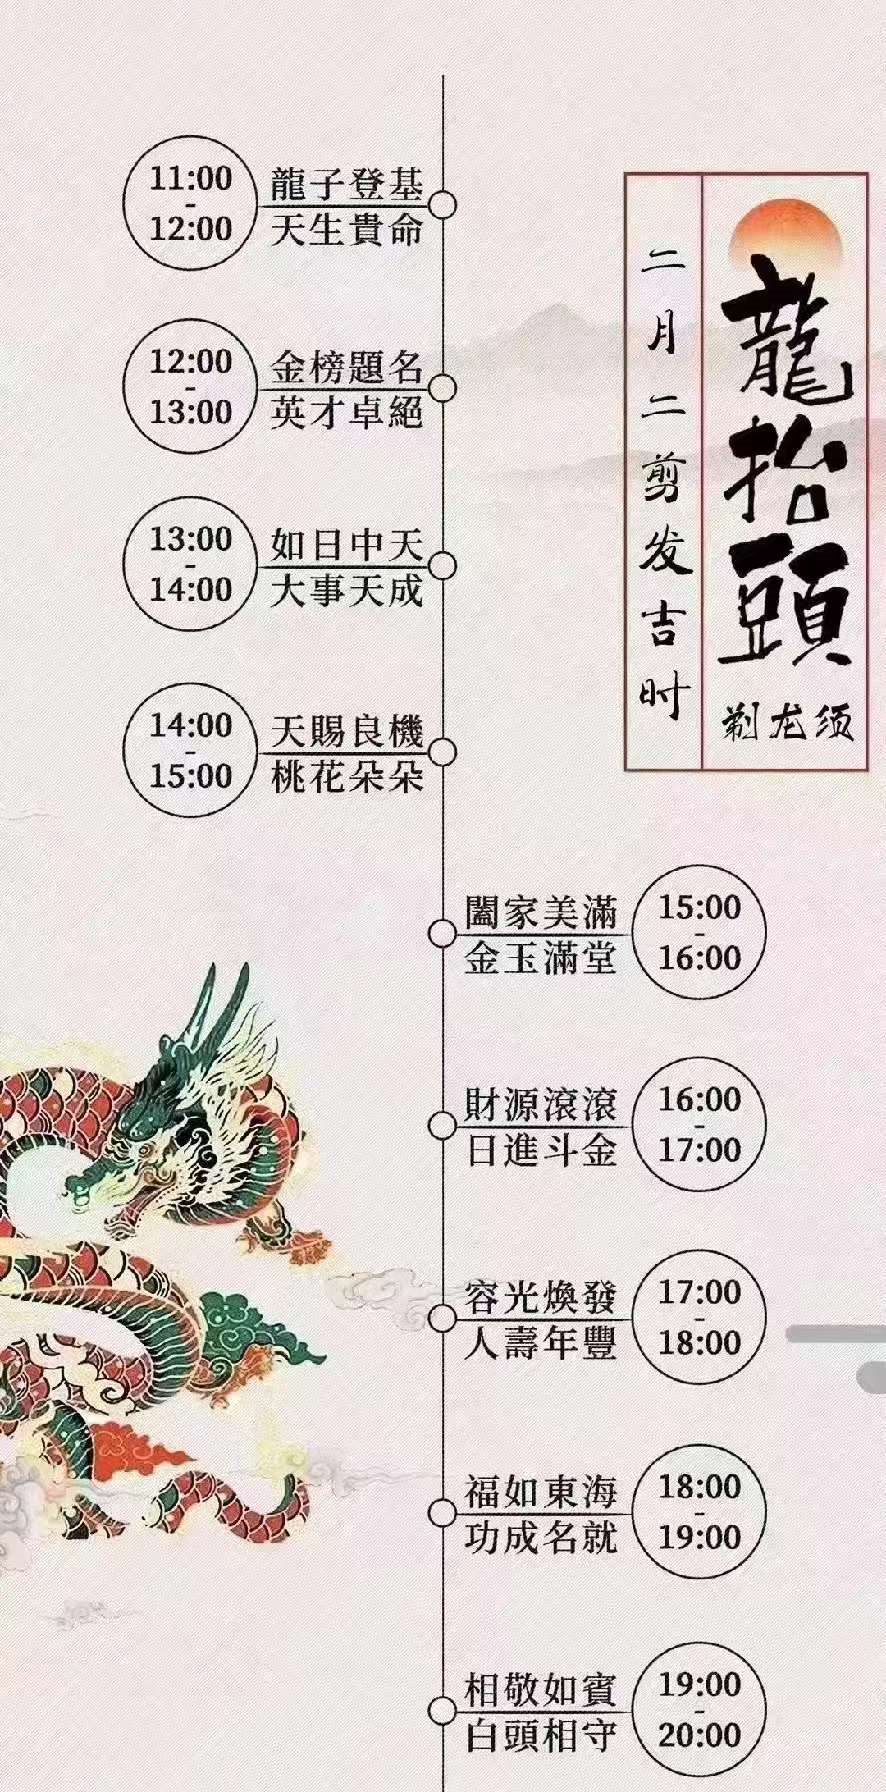 龍抬頭
剃龙须
二月二剪发吉时
11:00
-
12:00
龍子登基
天生貴命
12:00
-
13:00
金榜題名
英才卓絕
13:00
-
14:00
如日中天
大事天成
14:00
-
15:00
天賜良機
桃花朵朵
闔家美滿
金玉滿堂
15:00
-
16:00
財源滾滾
日進斗金
16:00
-
17:00
容光煥發
人壽年豐
17:00
-
18:00
福如東海
功成名就
18:00
-
19:00
相敬如賓
白頭相守
19:00
-
20:00